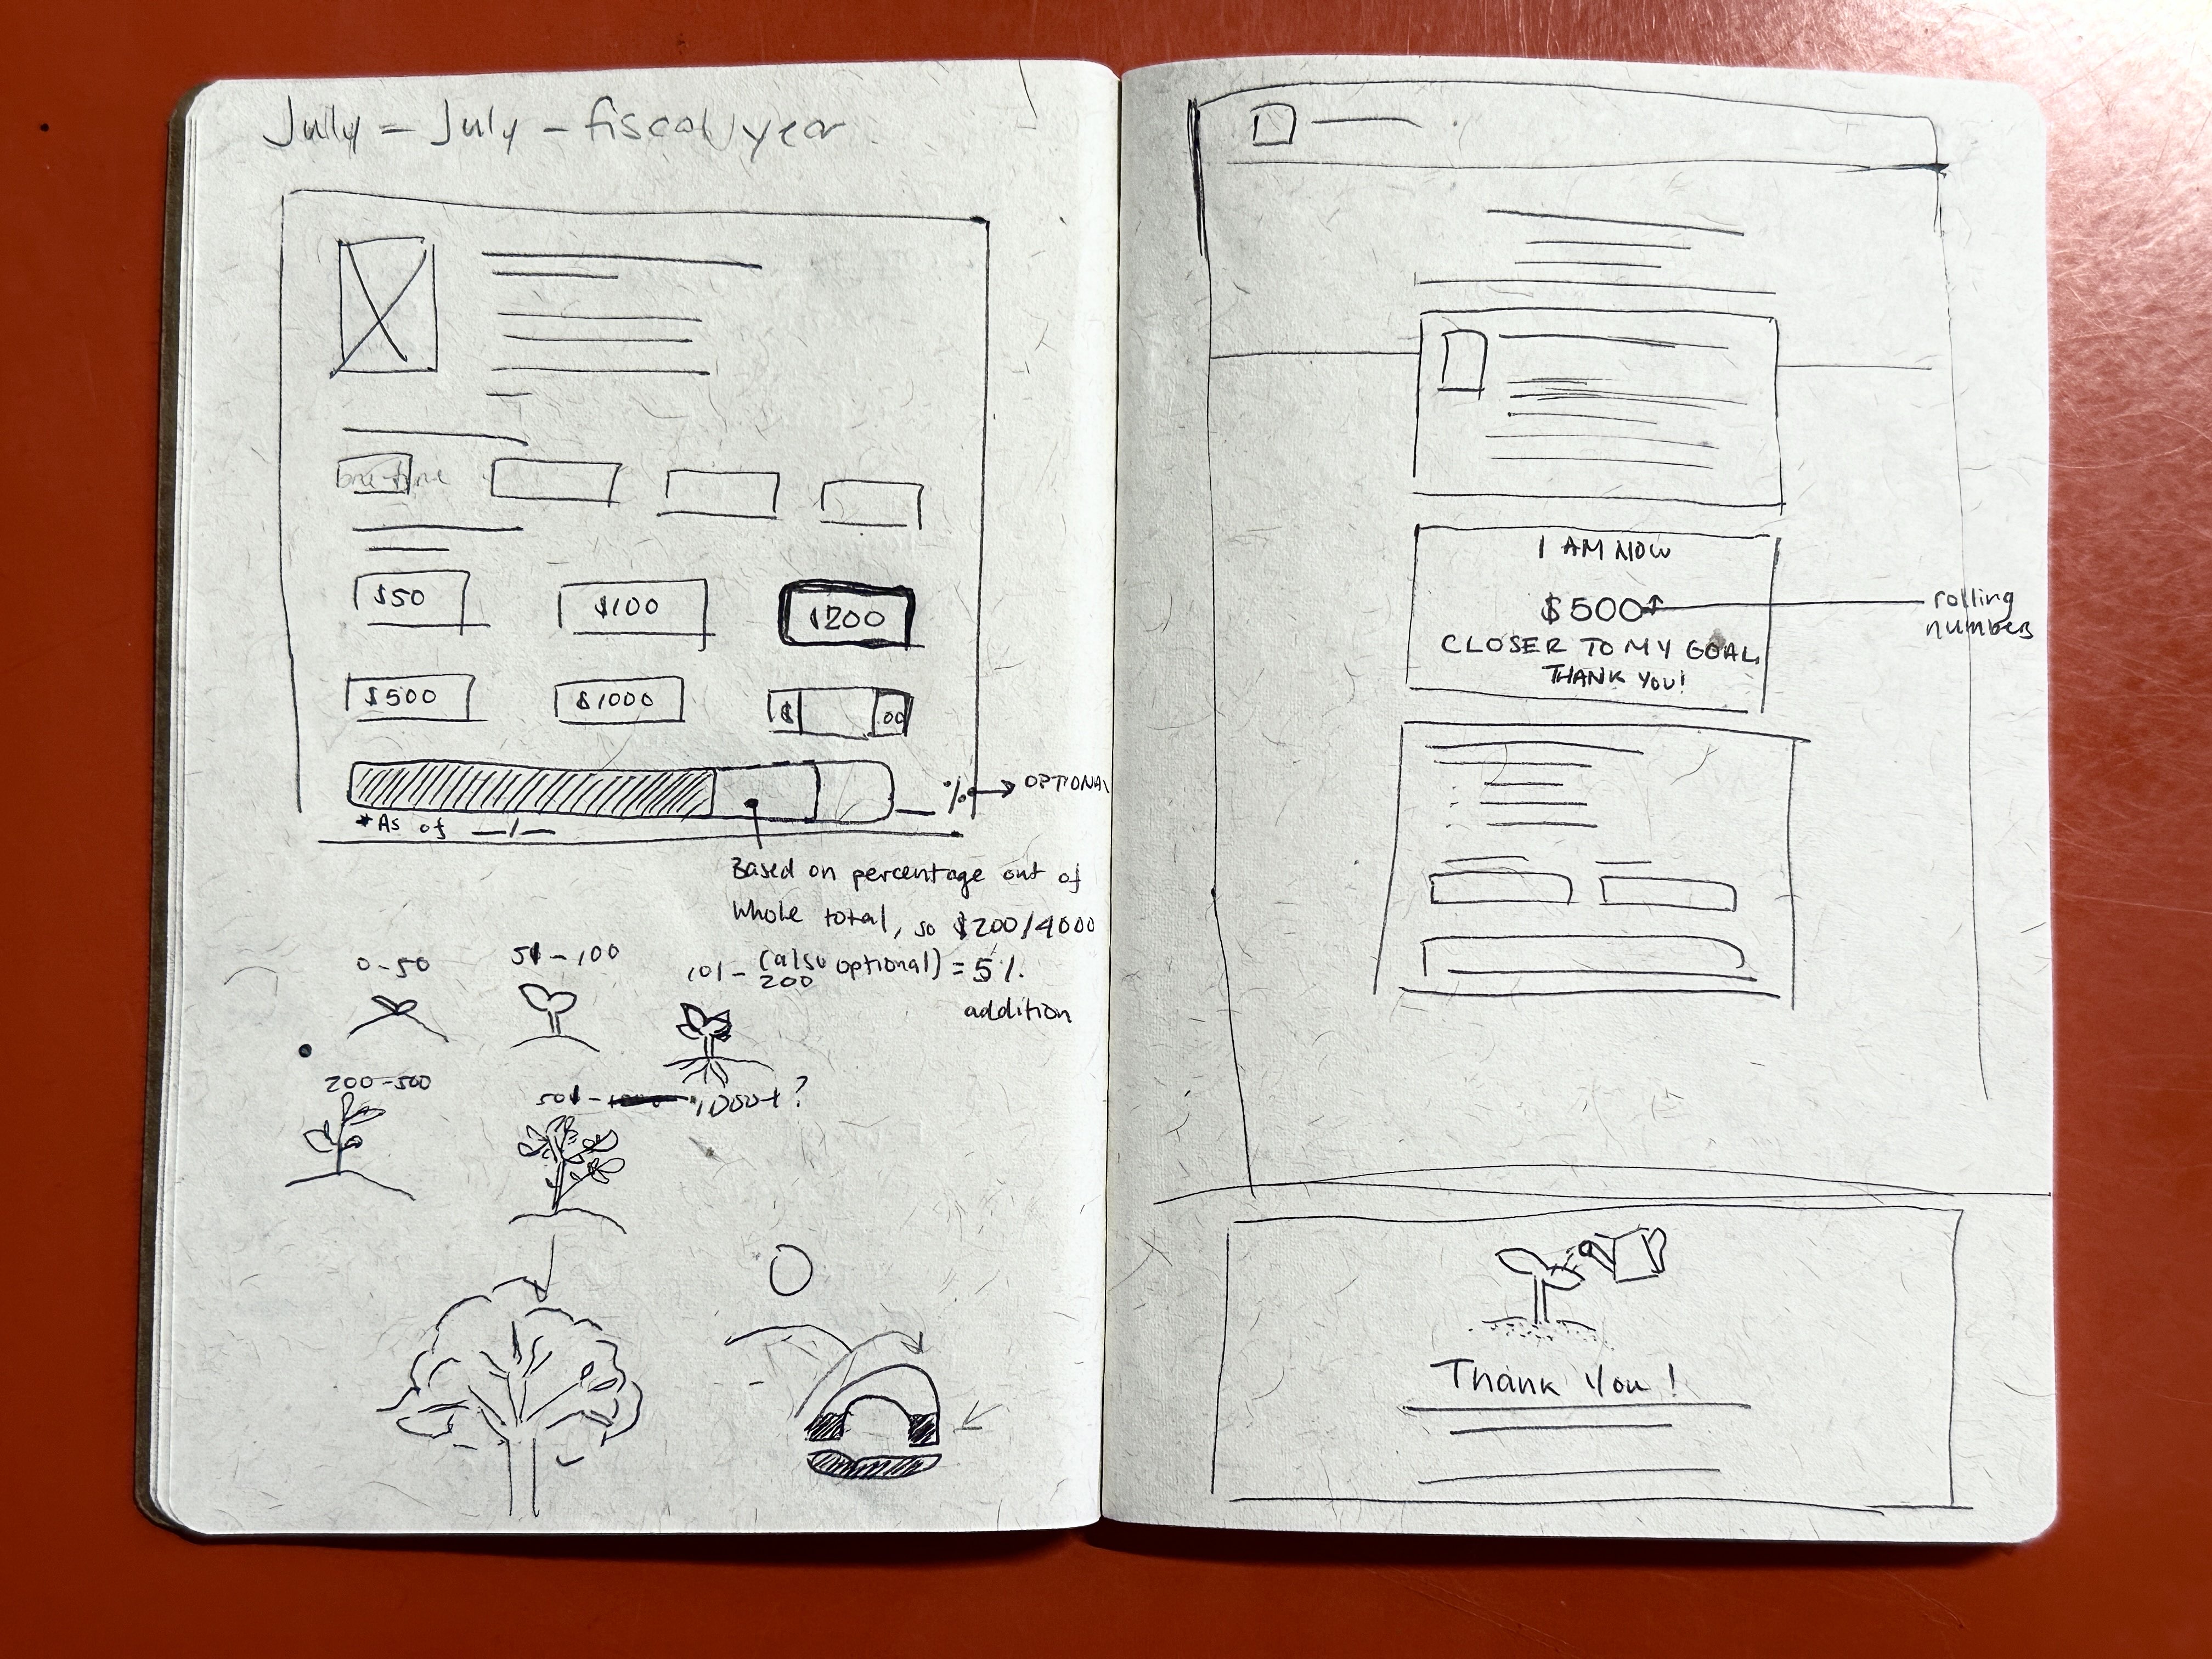 July = July - fiscal year
one-time
$50
$100
$200
$500
$1000
$
.00
% → OPTIONAL
*As of __/__
Based on percentage out of
whole total, so $200/4000
(also optional) = 5%
addition
0-50
51-100
101-
200
200-500
501- 1000+?
I AM NOW
$500
CLOSER TO MY GOAL.
THANK YOU!
rolling
numbers
Thank You!